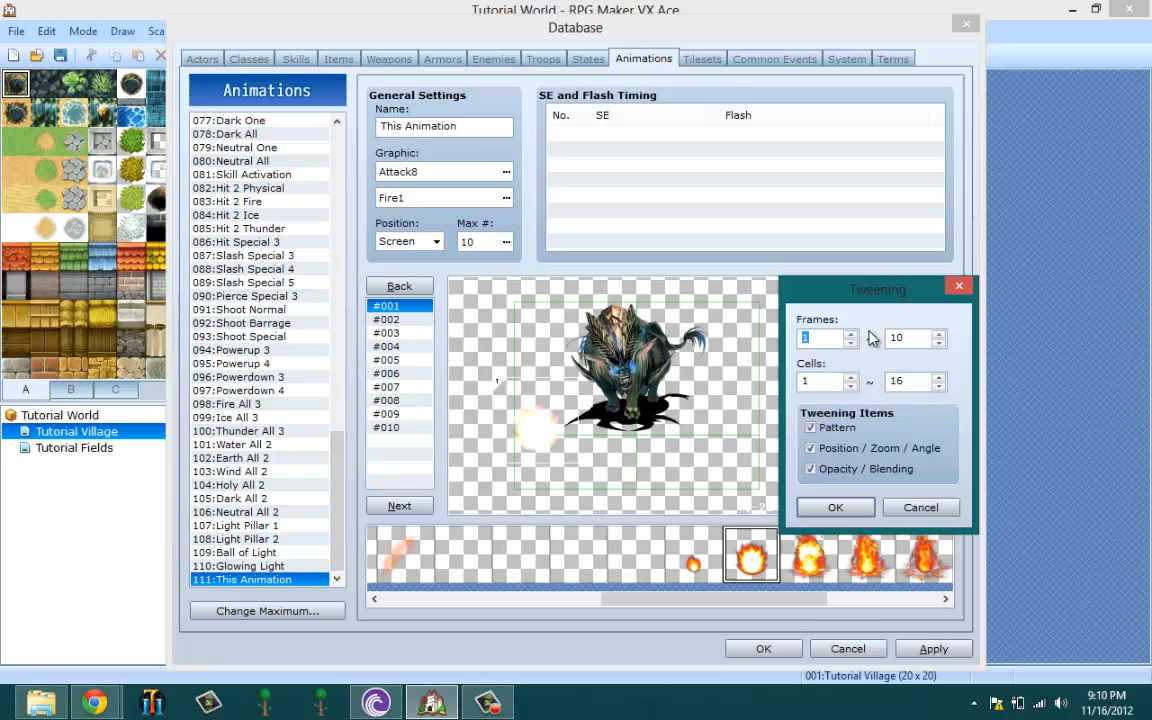 Tutorial World - RPG Maker VX Ace
File Edit Mode Draw Sca
Database
Actors Classes Skills Items Weapons Armors Enemies Troops States Animations Tilesets Common Events System Terms
Animations
077:Dark One
078:Dark All
079:Neutral One
080:Neutral All
081:Skill Activation
082:Hit 2 Physical
083:Hit 2 Fire
084:Hit 2 Ice
085:Hit 2 Thunder
086:Hit Special 3
087:Slash Special 3
088:Slash Special 4
089:Slash Special 5
090:Pierce Special 3
091:Shoot Normal
092:Shoot Barrage
093:Shoot Special
094:Powerup 3
095:Powerup 4
096:Powerdown 3
097:Powerdown 4
098:Fire All 3
099:Ice All 3
100:Thunder All 3
101:Water All 2
102:Earth All 2
103:Wind All 2
104:Holy All 2
105:Dark All 2
106:Neutral All 2
107:Light Pillar 1
108:Light Pillar 2
109:Ball of Light
110:Glowing Light
111:This Animation
Change Maximum...
General Settings
Name:
This Animation
Graphic:
Attack8 ...
Fire1 ...
Position: Max #:
Screen 10 ...
SE and Flash Timing
No. SE Flash
Back
#001
#002
#003
#004
#005
#006
#007
#008
#009
#010
Next
1
Tweening
Frames:
1 ~ 10
Cells:
1 ~ 16
Tweening Items
Pattern
Position / Zoom / Angle
Opacity / Blending
OK Cancel
OK Cancel Apply
A B C
Tutorial World
Tutorial Village
Tutorial Fields
001:Tutorial Village (20 x 20)
9:10 PM
11/16/2012